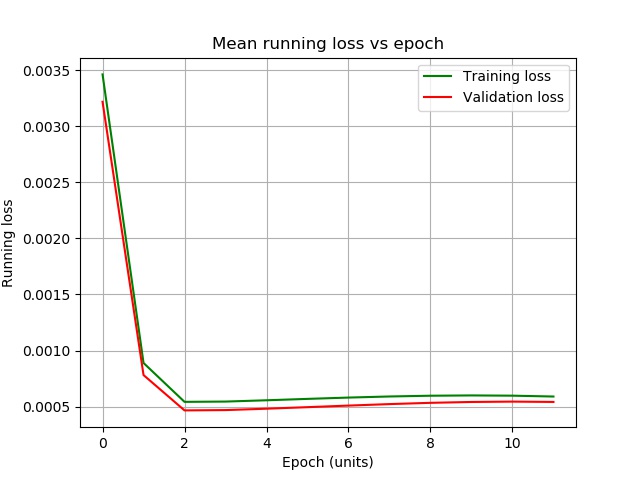 Mean running loss vs epoch
Training loss
Validation loss
0.0035
0.0030
0.0025
0.0020
0.0015
0.0010
0.0005
Running loss
0 2 4 6 8 10
Epoch (units)